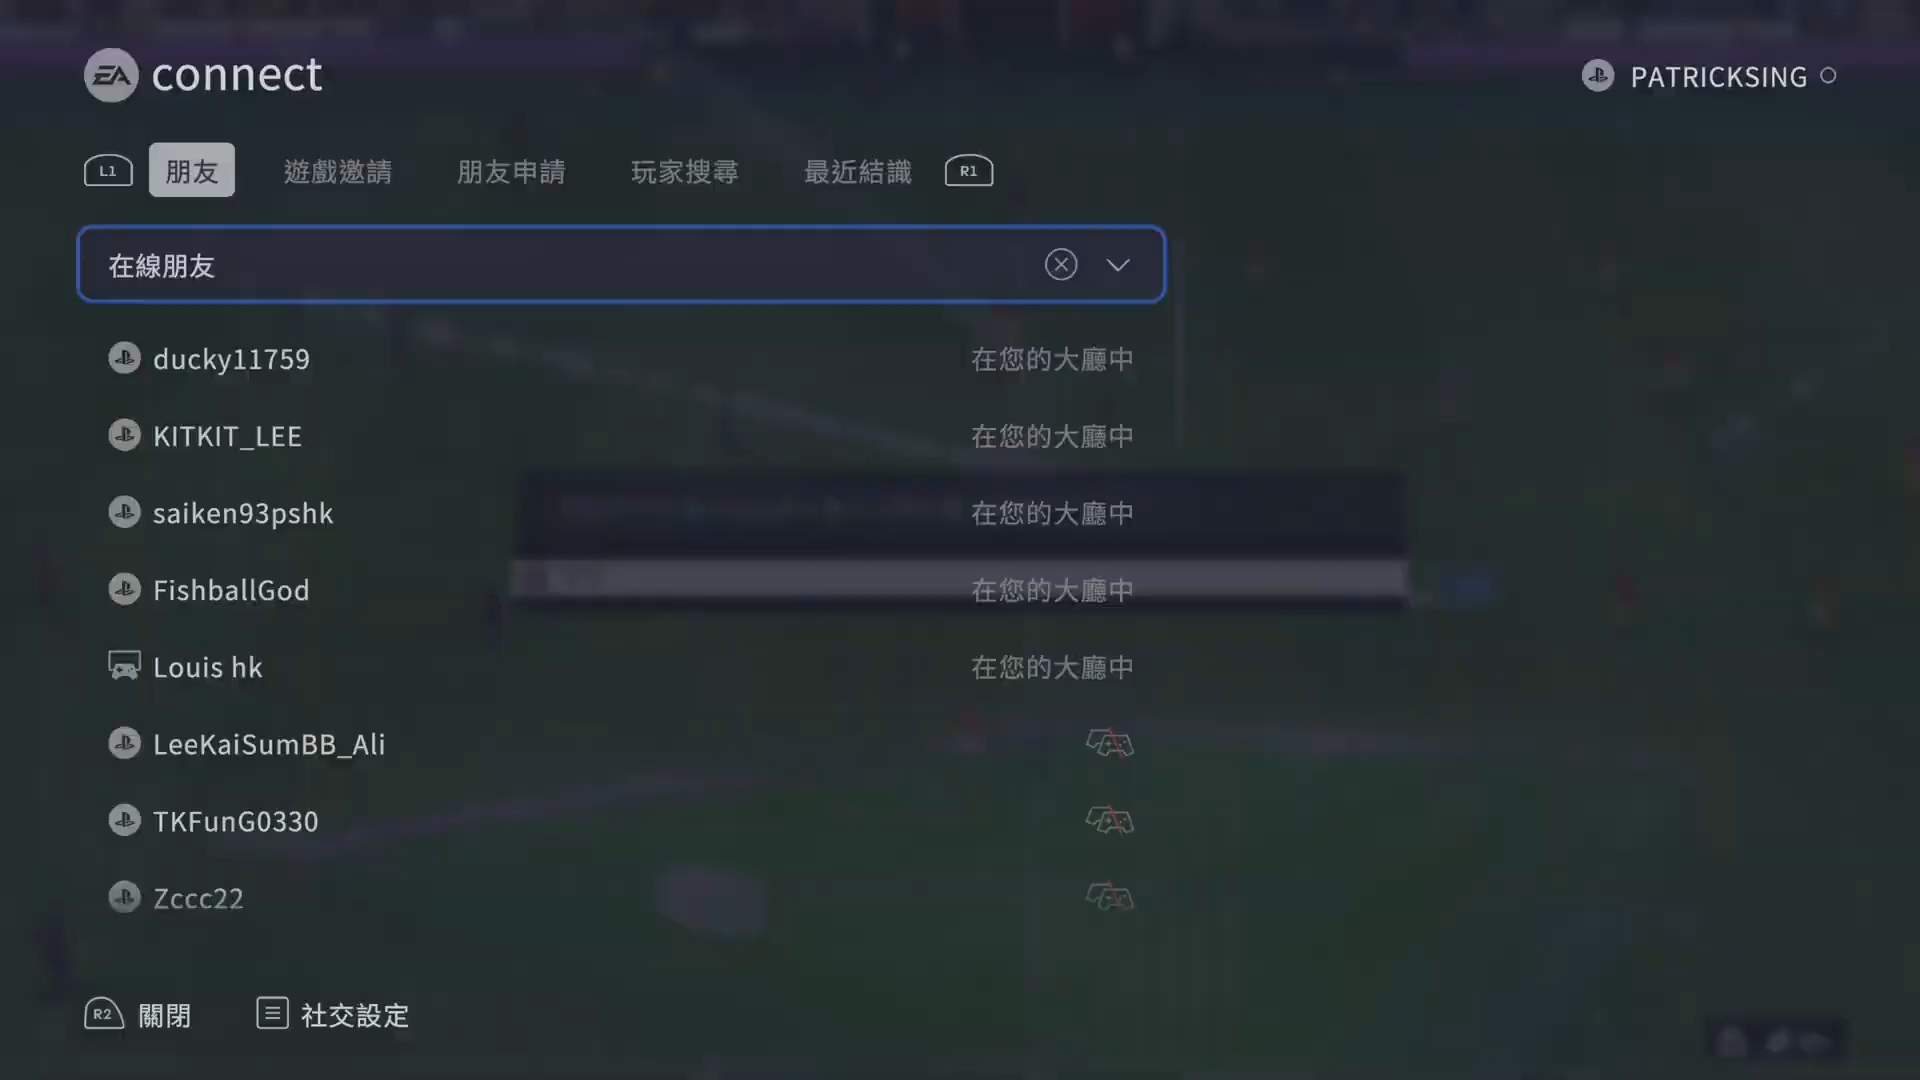 EA connect
PATRICKSING
L1 朋友 遊戲邀請 朋友申請 玩家搜尋 最近結識 R1
在線朋友
ducky11759 在您的大廳中
KITKIT_LEE 在您的大廳中
saiken93pshk 在您的大廳中
FishballGod 在您的大廳中
Louis hk 在您的大廳中
LeeKaiSumBB_Ali
TKFunG0330
Zccc22
R2 關閉 社交設定